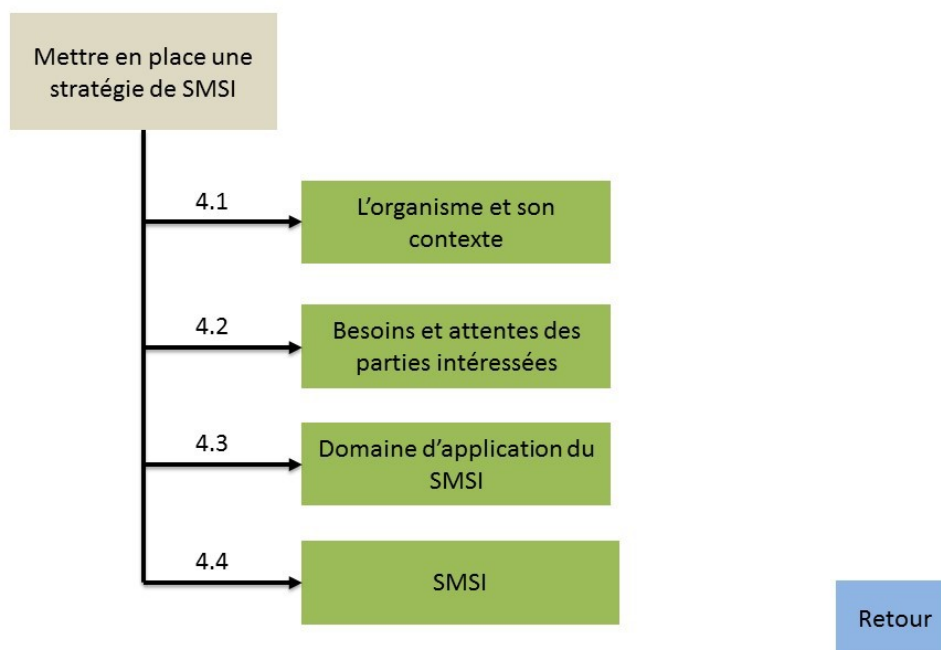 Mettre en place une
stratégie de SMSI
4.1
L’organisme et son
contexte
4.2
Besoins et attentes des
parties intéressées
4.3
Domaine d’application du
SMSI
4.4
SMSI
Retour